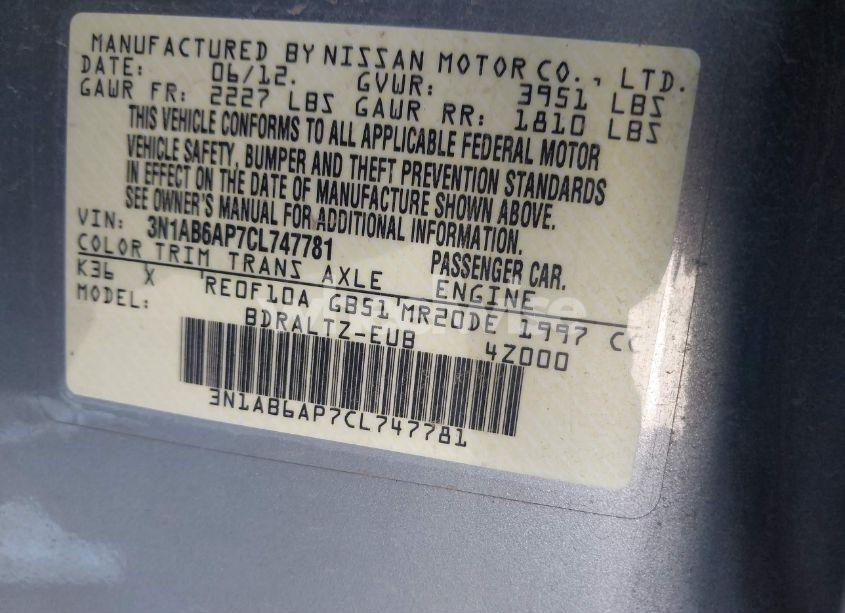 MANUFACTURED BY NISSAN MOTOR CO., LTD.
DATE: 06/12. GVWR: 3951 LBS
GAWR FR: 2227 LBS GAWR RR: 1810 LBS
THIS VEHICLE CONFORMS TO ALL APPLICABLE FEDERAL MOTOR
VEHICLE SAFETY, BUMPER AND THEFT PREVENTION STANDARDS
IN EFFECT ON THE DATE OF MANUFACTURE SHOWN ABOVE.
SEE OWNER'S MANUAL FOR ADDITIONAL INFORMATION.
VIN: 3N1AB6AP7CL747781 PASSENGER CAR.
COLOR TRIM TRANS AXLE ENGINE
K36 X RE0F10A GB51 MR20DE 1997 CC
MODEL: BDRALTZ-EUB 4Z000
3N1AB6AP7CL747781